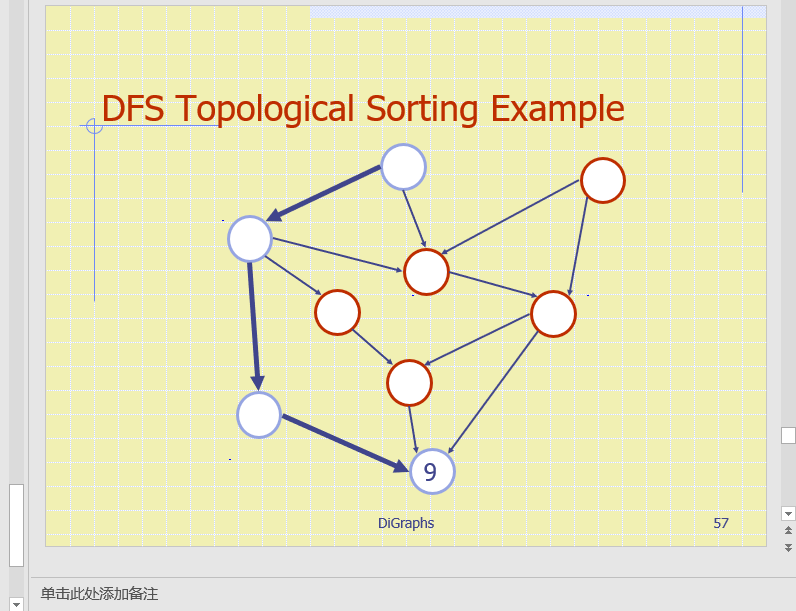 DFS Topological Sorting Example
9
DiGraphs
57
单击此处添加备注